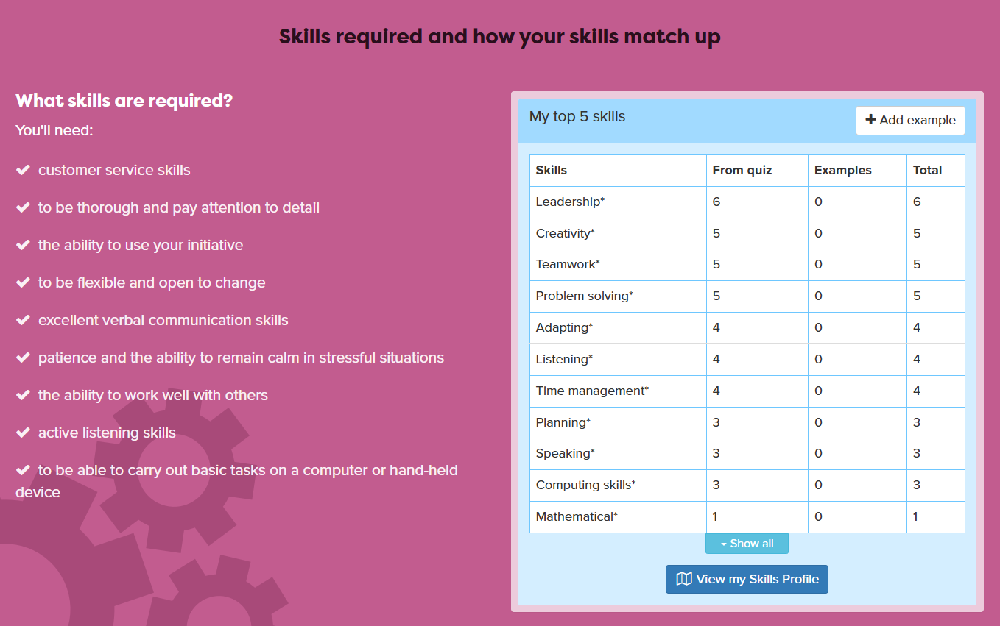 Skills required and how your skills match up
What skills are required?
You'll need:
customer service skills
to be thorough and pay attention to detail
the ability to use your initiative
to be flexible and open to change
excellent verbal communication skills
patience and the ability to remain calm in stressful situations
the ability to work well with others
active listening skills
to be able to carry out basic tasks on a computer or hand-held
device
My top 5 skills
Add example
Skills From quiz Examples Total
Leadership* 6 0 6
Creativity* 5 0 5
Teamwork* 5 0 5
Problem solving* 5 0 5
Adapting* 4 0 4
Listening* 4 0 4
Time management* 4 0 4
Planning* 3 0 3
Speaking* 3 0 3
Computing skills* 3 0 3
Mathematical* 1 0 1
Show all
View my Skills Profile